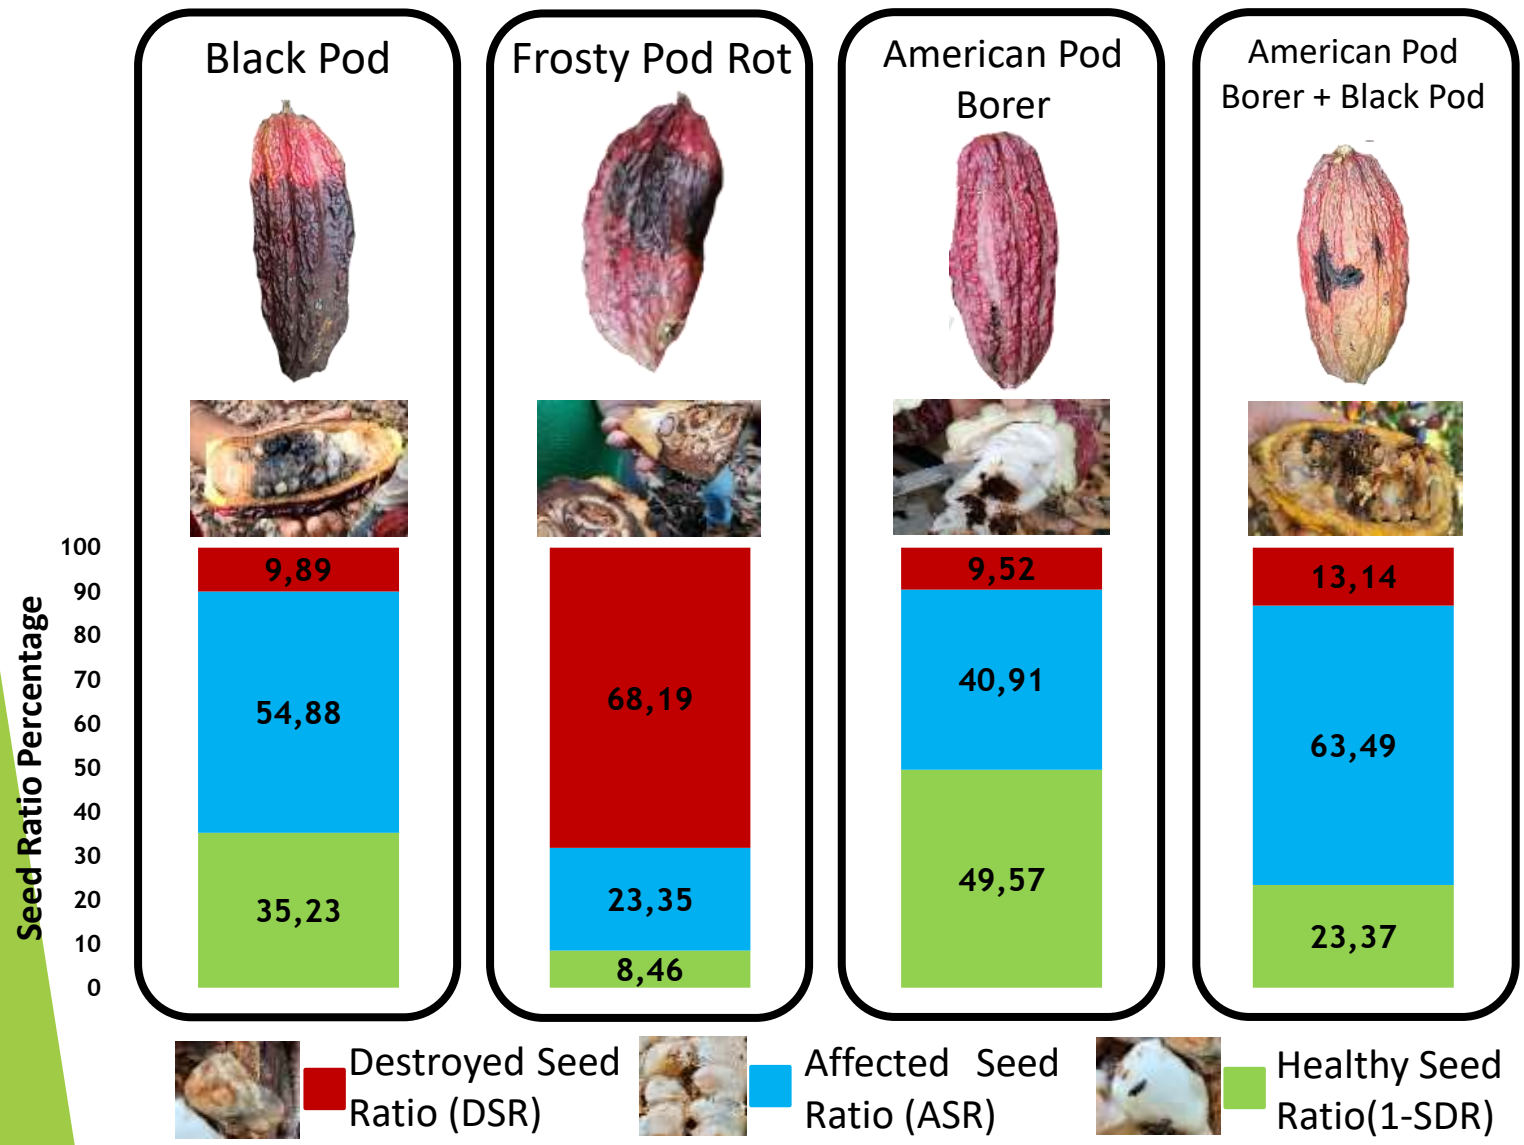 Black Pod
Frosty Pod Rot
American Pod
Borer
American Pod
Borer + Black Pod
Seed Ratio Percentage
100
90
80
70
60
50
40
30
20
10
0
9,89
54,88
35,23
68,19
23,35
8,46
9,52
40,91
49,57
13,14
63,49
23,37
Destroyed Seed
Ratio (DSR)
Affected Seed
Ratio (ASR)
Healthy Seed
Ratio(1-SDR)